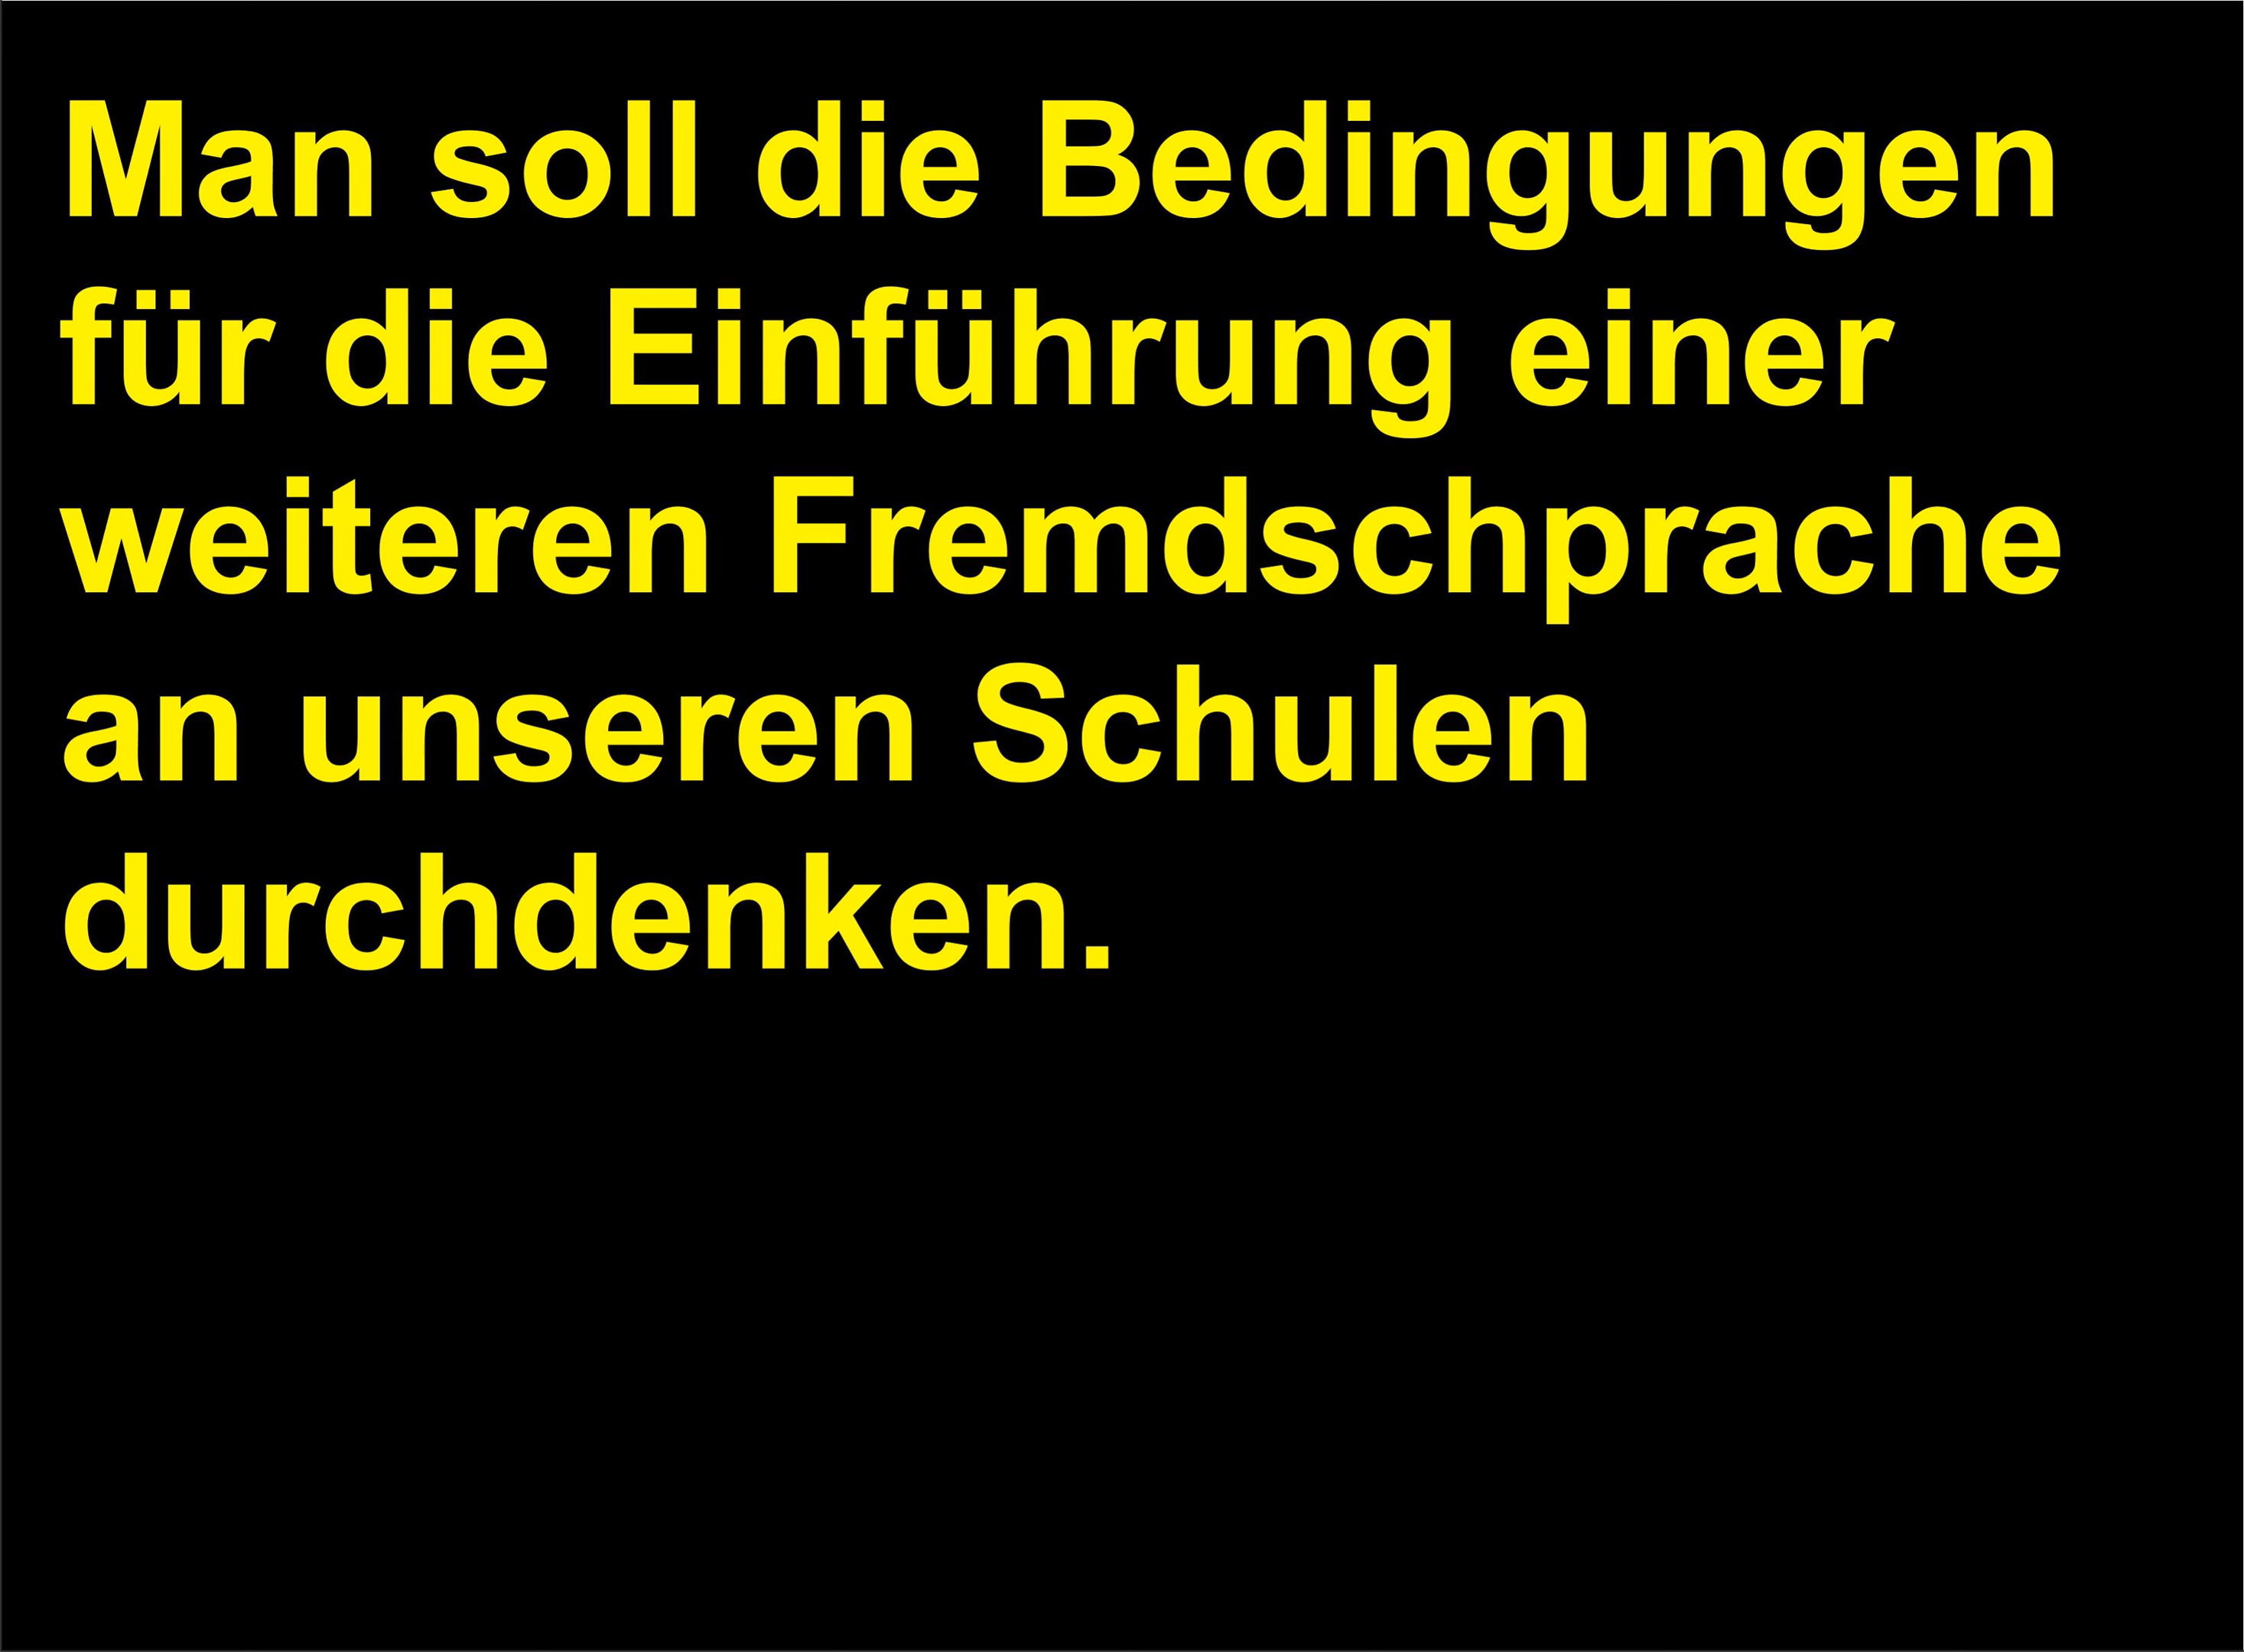 Man soll die Bedingungen
für die Einführung einer
weiteren Fremdschprache
an unseren Schulen
durchdenken.